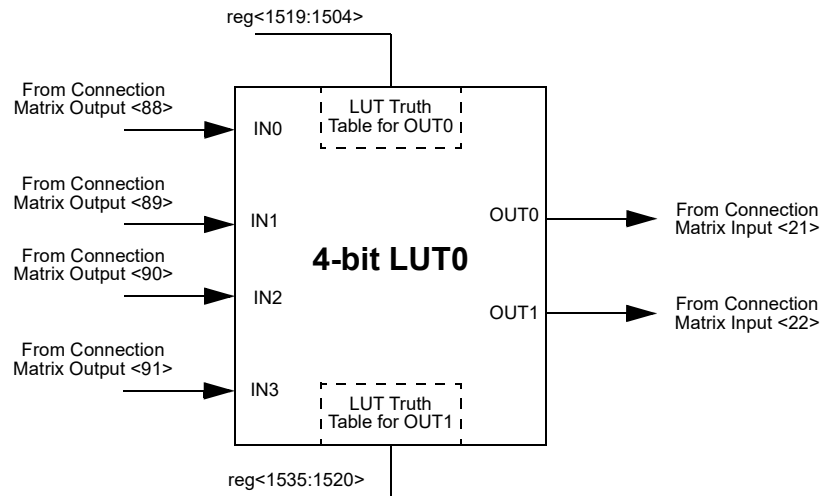 reg<1519:1504>
From Connection
Matrix Output <88>
IN0
LUT Truth
Table for OUT0
From Connection
Matrix Output <89>
IN1
From Connection
Matrix Output <90>
IN2
From Connection
Matrix Output <91>
IN3
4-bit LUT0
OUT0
From Connection
Matrix Input <21>
OUT1
From Connection
Matrix Input <22>
LUT Truth
Table for OUT1
reg<1535:1520>